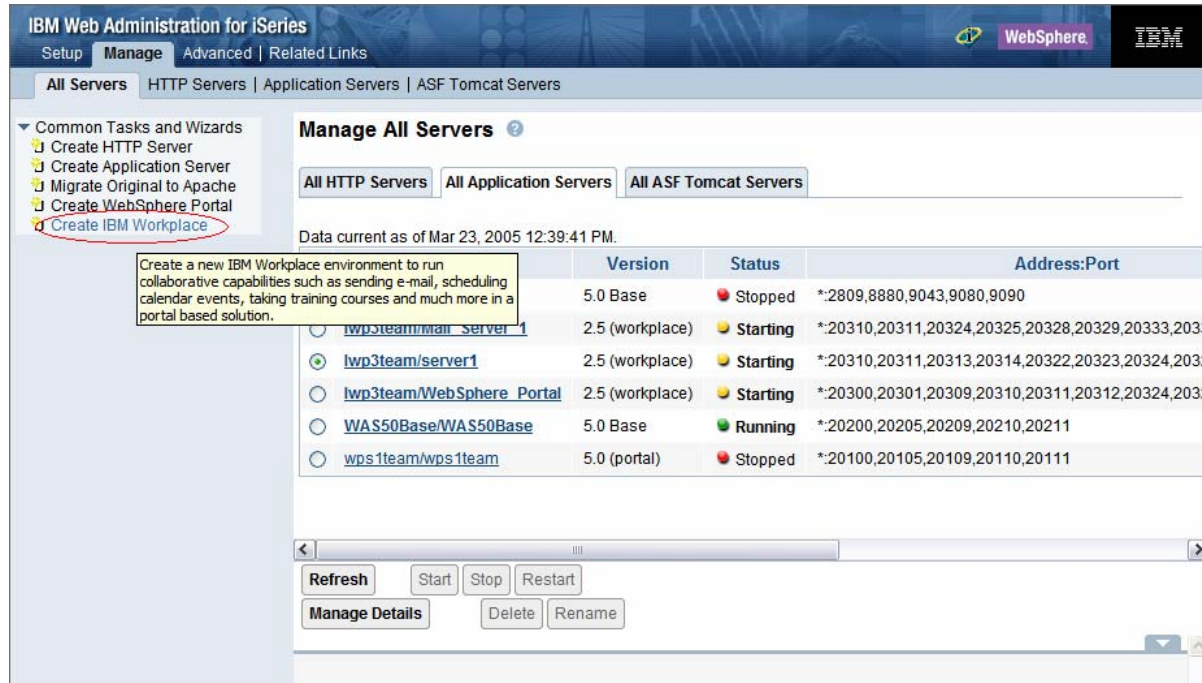 IBM Web Administration for iSeries
Setup Manage Advanced | Related Links
WebSphere. IBM
All Servers HTTP Servers | Application Servers | ASF Tomcat Servers
Common Tasks and Wizards
Create HTTP Server
Create Application Server
Migrate Original to Apache
Create WebSphere Portal
Create IBM Workplace
Manage All Servers ?
All HTTP Servers All Application Servers All ASF Tomcat Servers
Data current as of Mar 23, 2005 12:39:41 PM.
Create a new IBM Workplace environment to run
collaborative capabilities such as sending e-mail, scheduling
calendar events, taking training courses and much more in a
portal based solution.
Version Status Address:Port
5.0 Base Stopped *:2809,8880,9043,9080,9090
lwp3team/Mail_Server_1 2.5 (workplace) Starting *:20310,20311,20324,20325,20328,20329,20333,203
lwp3team/server1 2.5 (workplace) Starting *:20310,20311,20313,20314,20322,20323,20324,203
lwp3team/WebSphere_Portal 2.5 (workplace) Starting *:20300,20301,20309,20310,20311,20312,20324,203
WAS50Base/WAS50Base 5.0 Base Running *:20200,20205,20209,20210,20211
wps1team/wps1team 5.0 (portal) Stopped *:20100,20105,20109,20110,20111
Refresh Start Stop Restart
Manage Details Delete Rename